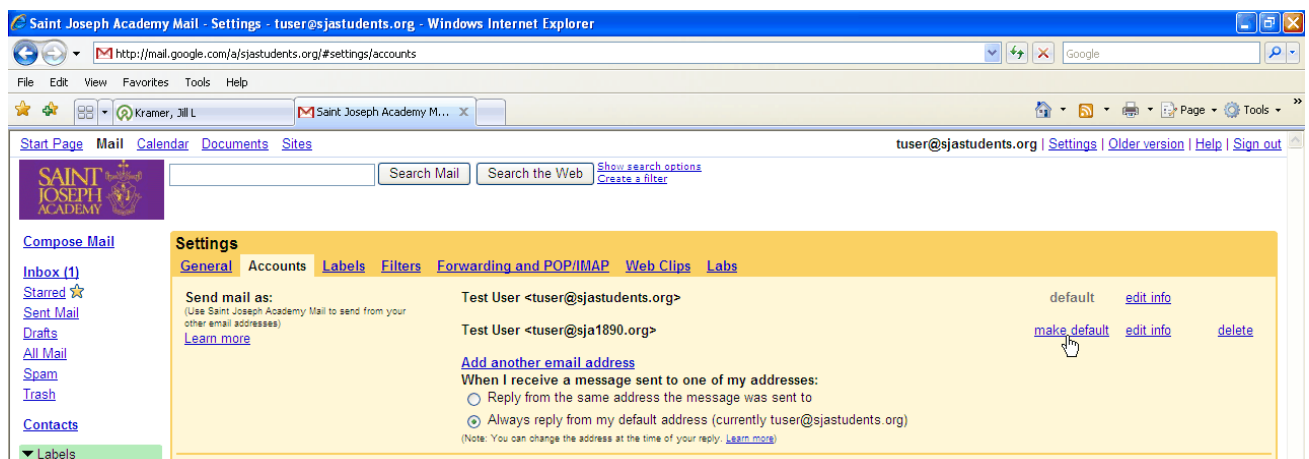 Saint Joseph Academy Mail - Settings - tuser@sjastudents.org - Windows Internet Explorer
http://mail.google.com/a/sjastudents.org/#settings/accounts
Google
File Edit View Favorites Tools Help
Kramer, Jill L
Saint Joseph Academy M...
Page Tools
Start Page Mail Calendar Documents Sites
tuser@sjastudents.org | Settings | Older version | Help | Sign out
SAINT
JOSEPH
ACADEMY
Search Mail
Search the Web
Show search options
Create a filter
Compose Mail
Inbox (1)
Starred
Sent Mail
Drafts
All Mail
Spam
Trash
Contacts
Labels
Settings
General Accounts Labels Filters Forwarding and POP/IMAP Web Clips Labs
Send mail as:
(Use Saint Joseph Academy Mail to send from your
other email addresses)
Learn more
Test User <tuser@sjastudents.org>
default edit info
Test User <tuser@sja1890.org>
make default edit info delete
Add another email address
When I receive a message sent to one of my addresses:
Reply from the same address the message was sent to
Always reply from my default address (currently tuser@sjastudents.org)
(Note: You can change the address at the time of your reply. Learn more)